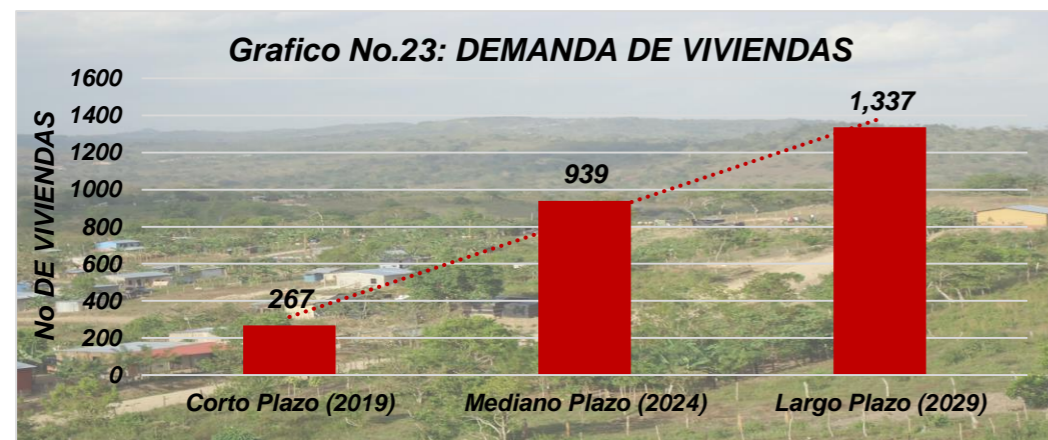 Grafico No.23: DEMANDA DE VIVIENDAS
No DE VIVIENDAS
1600
1400
1200
1000
800
600
400
200
0
267
939
1,337
Corto Plazo (2019)
Mediano Plazo (2024)
Largo Plazo (2029)